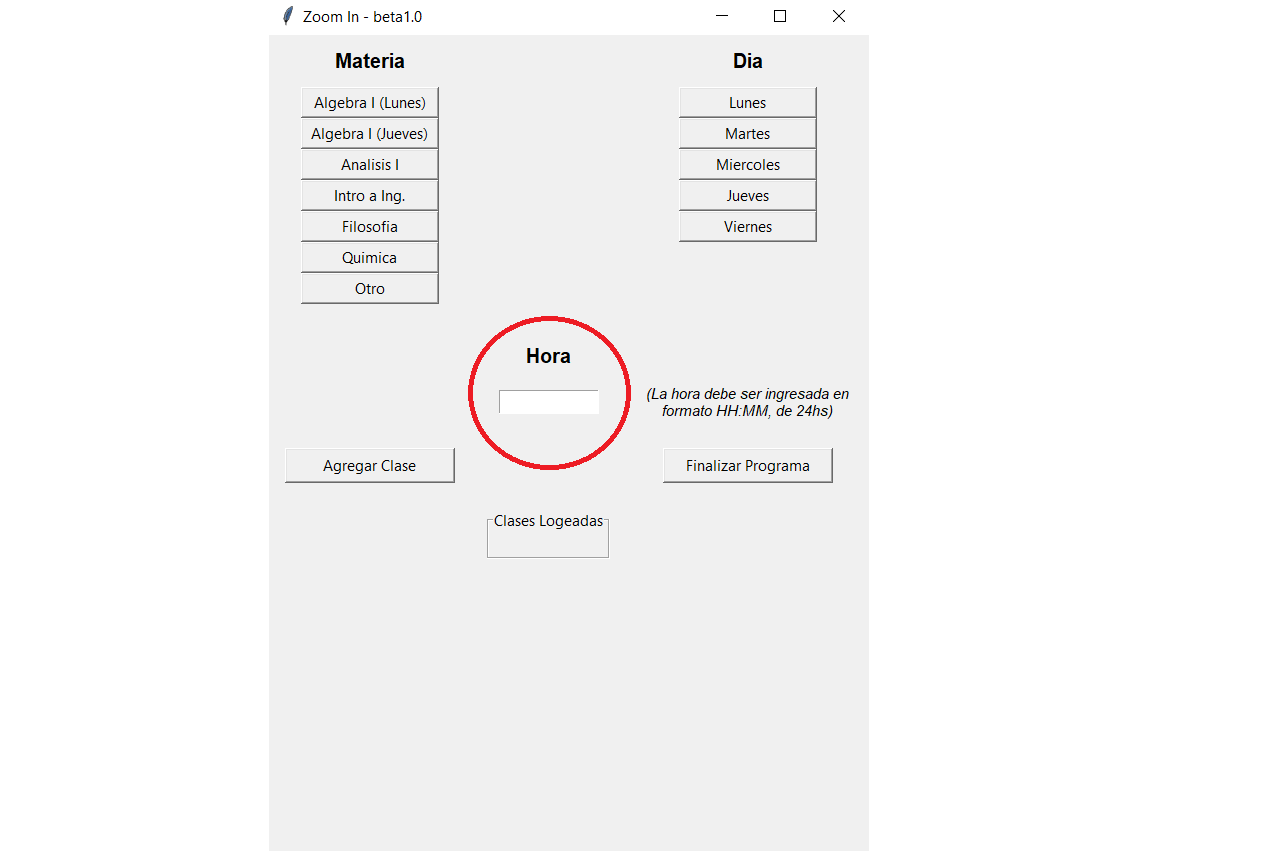 Zoom In - beta1.0
Materia
Algebra I (Lunes)
Algebra I (Jueves)
Analisis I
Intro a Ing.
Filosofia
Quimica
Otro
Dia
Lunes
Martes
Miercoles
Jueves
Viernes
Hora
(La hora debe ser ingresada en
formato HH:MM, de 24hs)
Agregar Clase
Finalizar Programa
Clases Logeadas